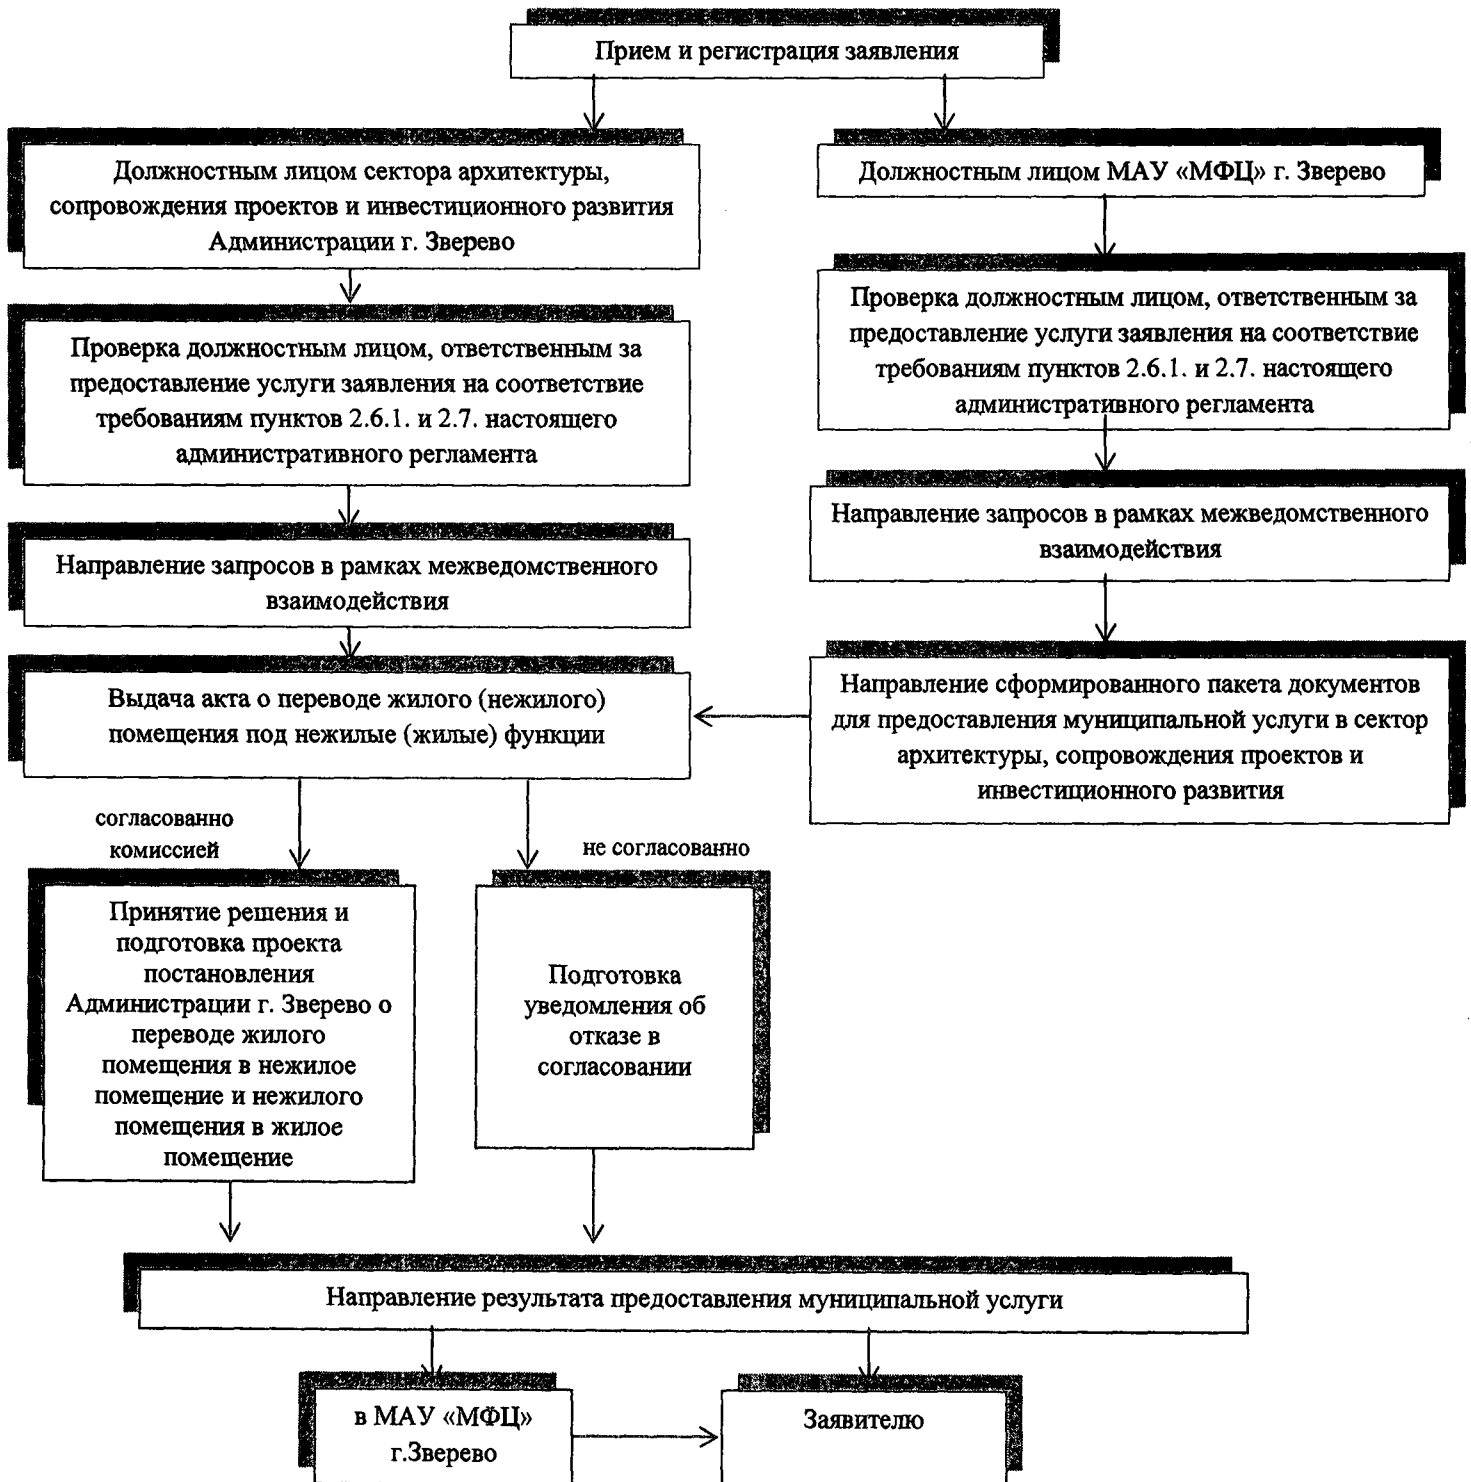 Прием и регистрация заявления
Должностным лицом сектора архитектуры,
сопровождения проектов и инвестиционного развития
Администрации г. Зверево
Должностным лицом МАУ «МФЦ» г. Зверево
Проверка должностным лицом, ответственным за
предоставление услуги заявления на соответствие
требованиям пунктов 2.6.1. и 2.7. настоящего
административного регламента
Проверка должностным лицом, ответственным за
предоставление услуги заявления на соответствие
требованиям пунктов 2.6.1. и 2.7. настоящего
административного регламента
Направление запросов в рамках межведомственного
взаимодействия
Направление запросов в рамках межведомственного
взаимодействия
Выдача акта о переводе жилого (нежилого)
помещения под нежилые (жилые) функции
Направление сформированного пакета документов
для предоставления муниципальной услуги в сектор
архитектуры, сопровождения проектов и
инвестиционного развития
согласованно
комиссией
не согласованно
Принятие решения и
подготовка проекта
постановления
Администрации г. Зверево о
переводе жилого
помещения в нежилое
помещение и нежилого
помещения в жилое
помещение
Подготовка
уведомления об
отказе в
согласовании
Направление результата предоставления муниципальной услуги
в МАУ «МФЦ»
г.Зверево
Заявителю